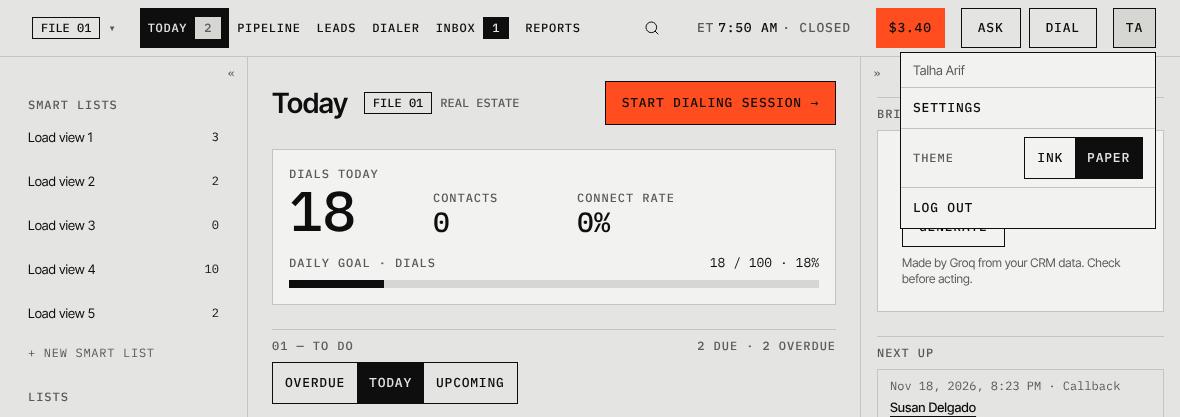 FILE 01 ▾ TODAY 2 PIPELINE LEADS DIALER INBOX 1 REPORTS ET 7:50 AM · CLOSED $3.40 ASK DIAL TA
«
SMART LISTS
Load view 1 3
Load view 2 2
Load view 3 0
Load view 4 10
Load view 5 2
+ NEW SMART LIST
LISTS
Today FILE 01 REAL ESTATE START DIALING SESSION →
DIALS TODAY
18
CONTACTS
0
CONNECT RATE
0%
DAILY GOAL · DIALS 18 / 100 · 18%
01 — TO DO 2 DUE · 2 OVERDUE
OVERDUE TODAY UPCOMING
»
Talha Arif
SETTINGS
THEME INK PAPER
LOG OUT
Made by Groq from your CRM data. Check
before acting.
NEXT UP
Nov 18, 2026, 8:23 PM · Callback
Susan Delgado